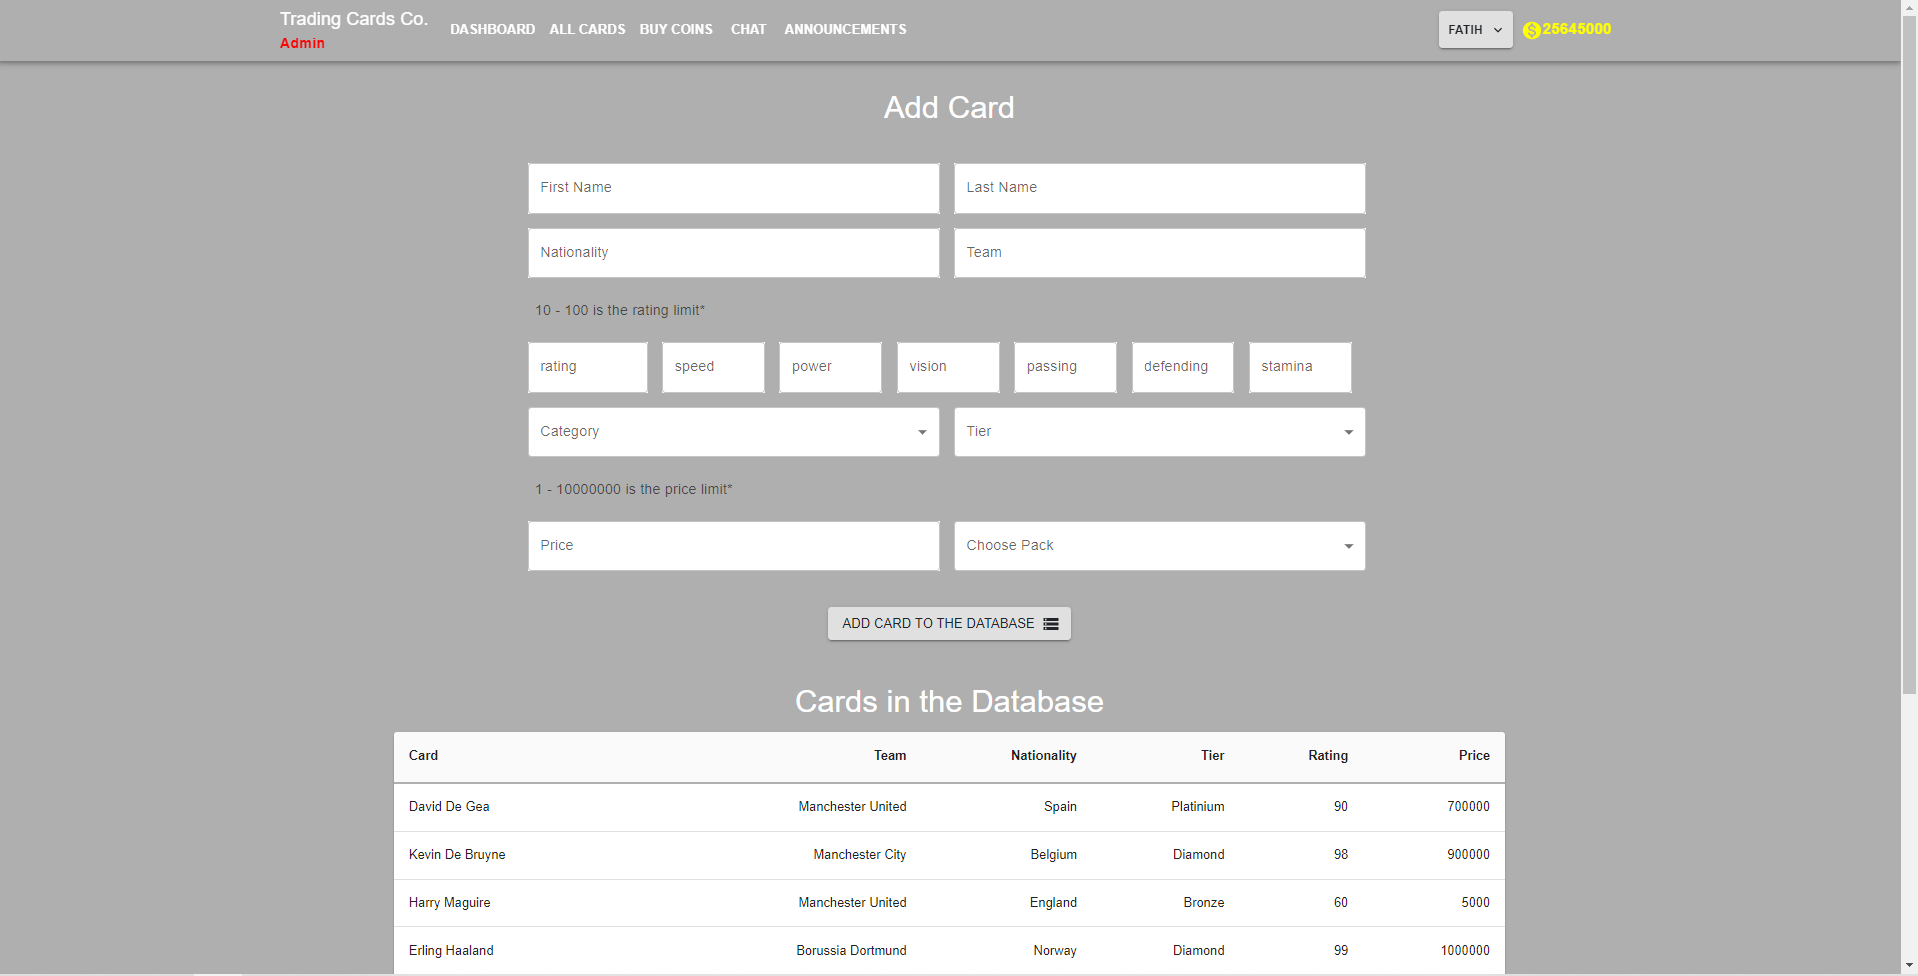 Trading Cards Co.
Admin
DASHBOARD ALL CARDS BUY COINS CHAT ANNOUNCEMENTS
FATIH
$25645000
Add Card
First Name Last Name
Nationality Team
10 - 100 is the rating limit*
rating speed power vision passing defending stamina
Category Tier
1 - 10000000 is the price limit*
Price Choose Pack
ADD CARD TO THE DATABASE
Cards in the Database
Card Team Nationality Tier Rating Price
David De Gea Manchester United Spain Platinium 90 700000
Kevin De Bruyne Manchester City Belgium Diamond 98 900000
Harry Maguire Manchester United England Bronze 60 5000
Erling Haaland Borussia Dortmund Norway Diamond 99 1000000